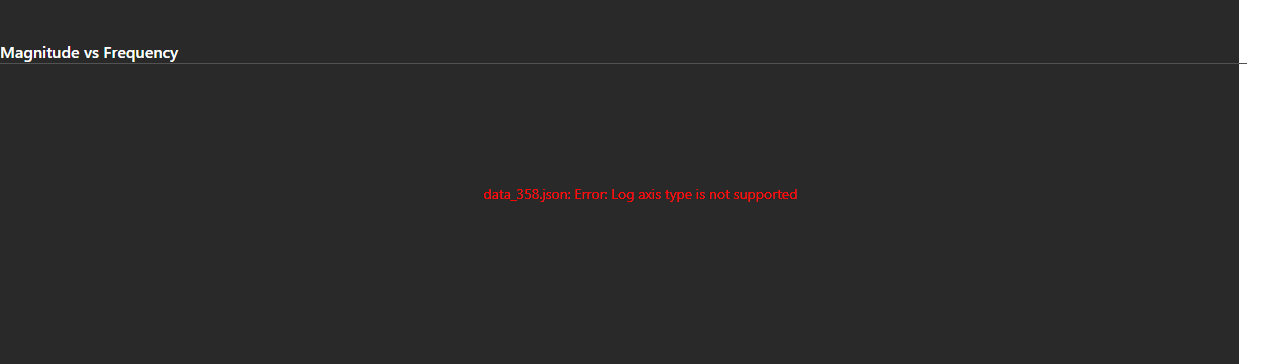 Magnitude vs Frequency
data_358.json: Error: Log axis type is not supported